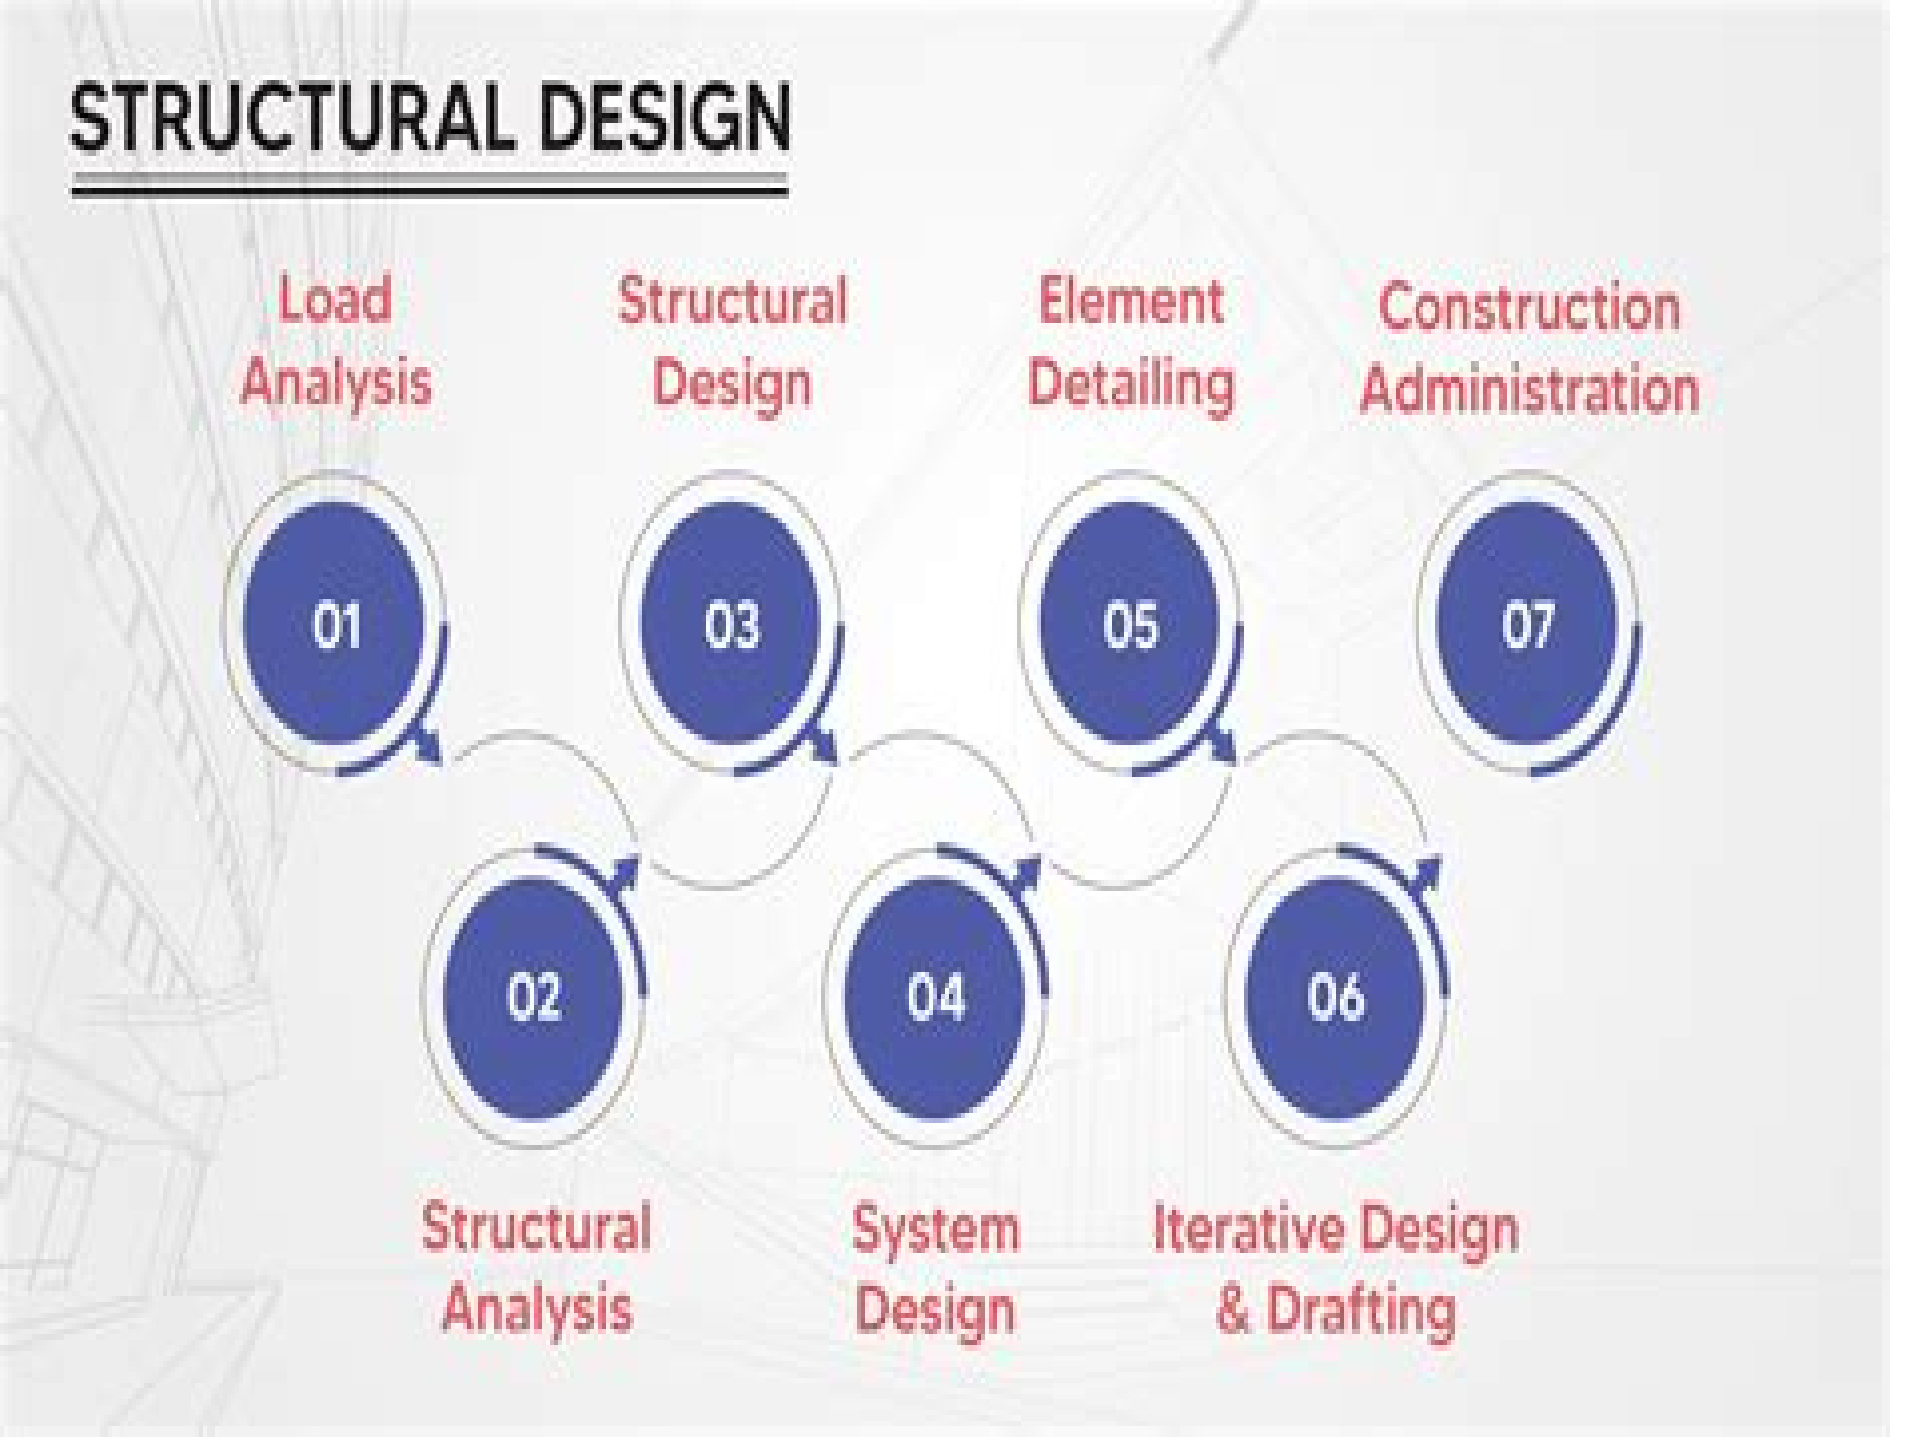 STRUCTURAL DESIGN
Load
Analysis
Structural
Design
Element
Detailing
Construction
Administration
01
03
05
07
02
04
06
Structural
Analysis
System
Design
Iterative Design
& Drafting